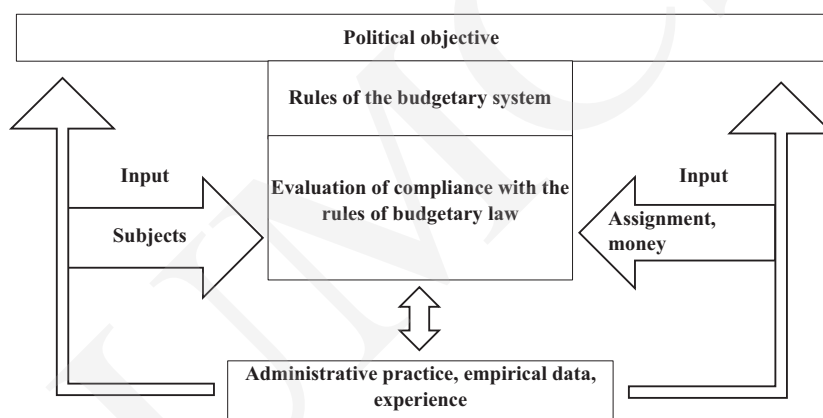 Political objective
Rules of the budgetary system
Input
Evaluation of compliance with the
rules of budgetary law
Subjects
Input
Assignment,
money
Administrative practice, empirical data,
experience
UMC